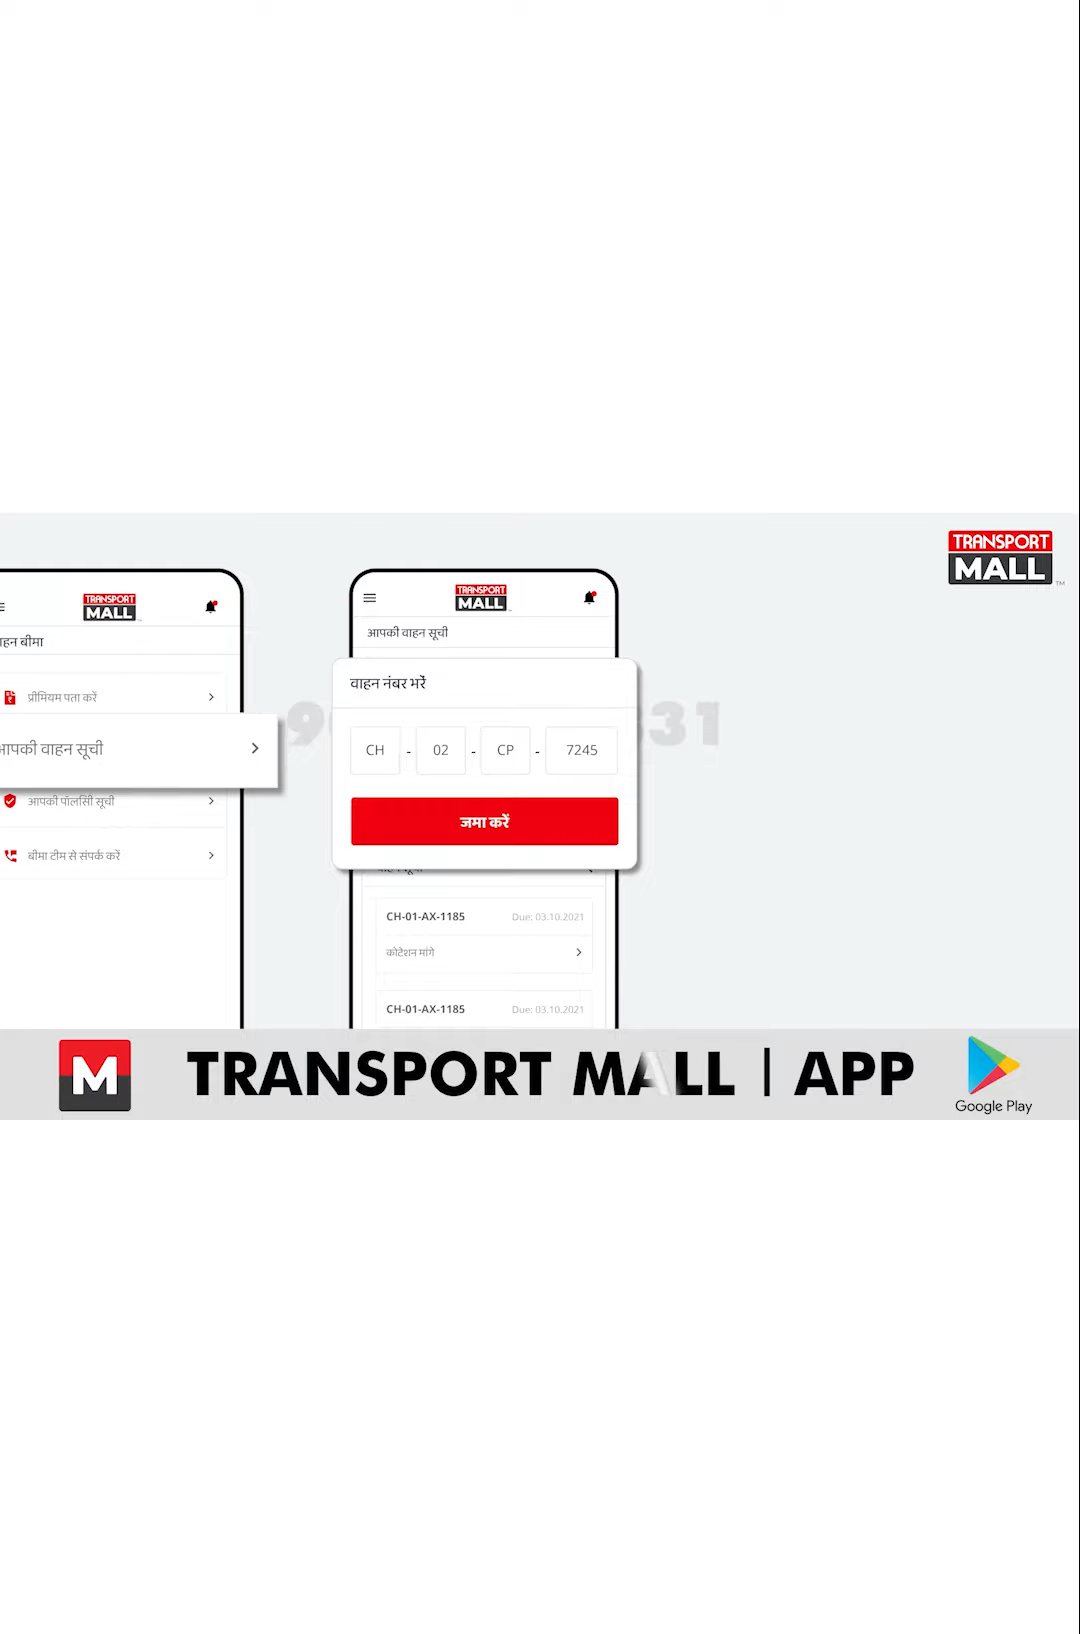 TRANSPORT
MALL
TM
TRANSPORT
MALL
प्रीमियम पता करें
आपकी वाहन सूची
आपकी पॉलिसी सूची
बीमा टीम से संपर्क करें
TRANSPORT
MALL
आपकी वाहन सूची
वाहन नंबर भरें
CH - 02 - CP - 7245
जमा करें
CH-01-AX-1185 Due: 03.10.2021
कोटेशन मांगे
CH-01-AX-1185 Due: 03.10.2021
M TRANSPORT MALL | APP
Google Play